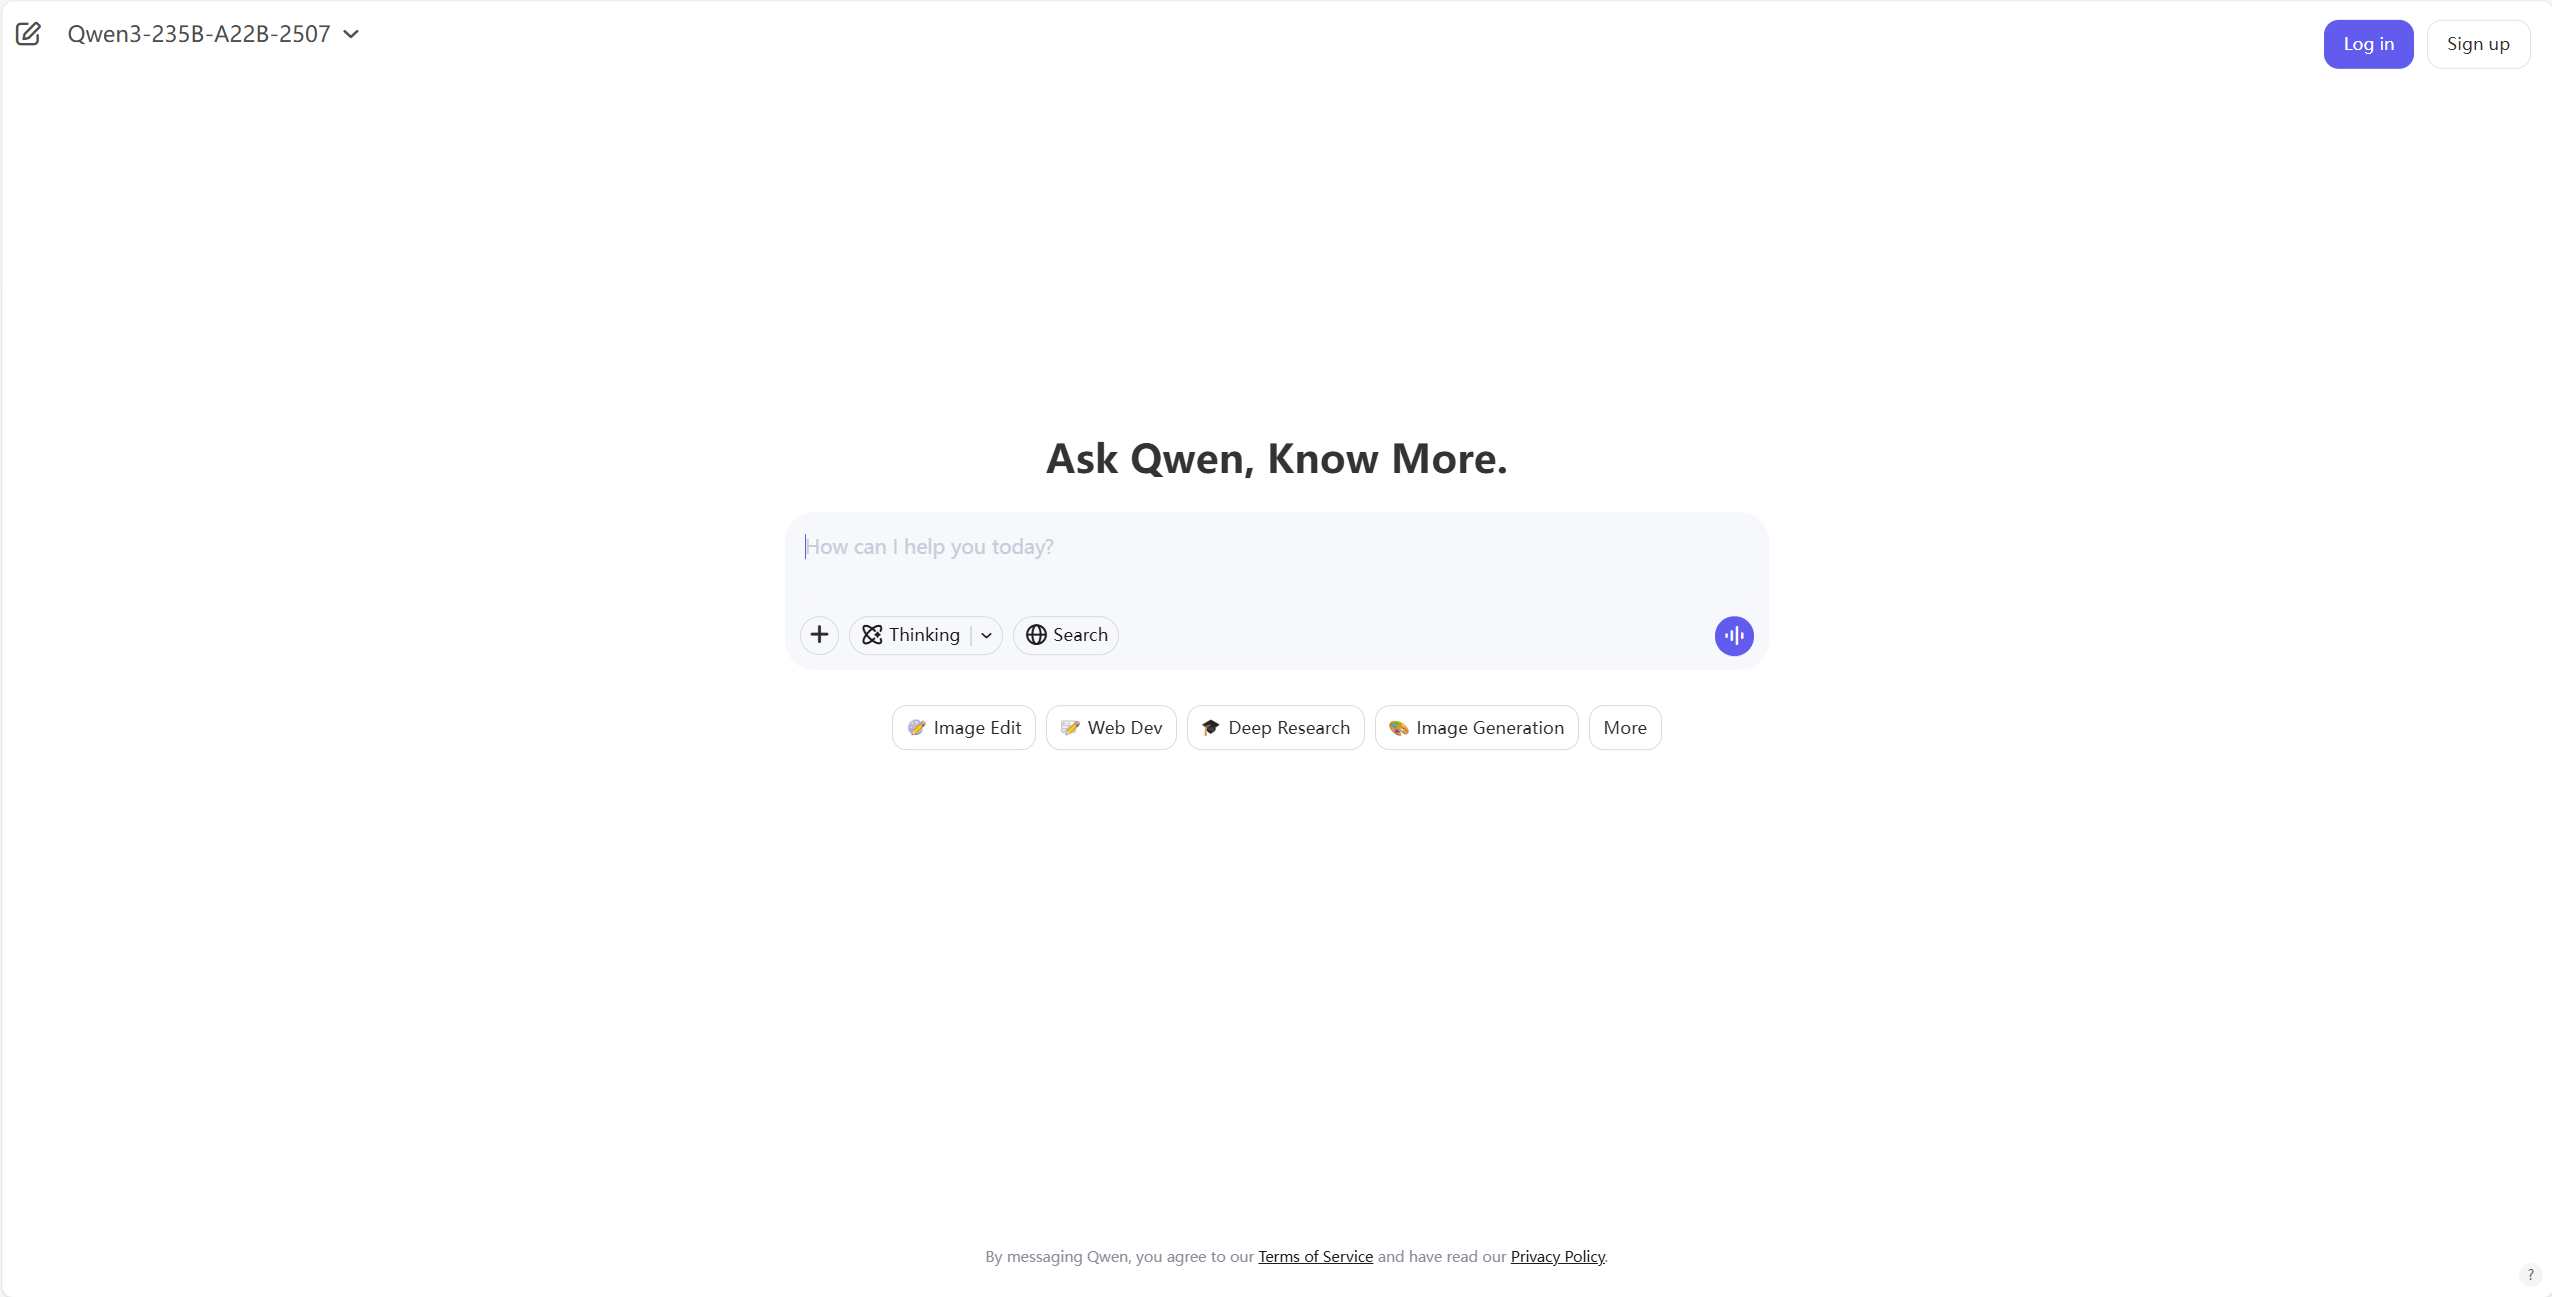 Qwen3-235B-A22B-2507
Log in
Sign up
Ask Qwen, Know More.
How can I help you today?
Thinking
Search
Image Edit
Web Dev
Deep Research
Image Generation
More
By messaging Qwen, you agree to our Terms of Service and have read our Privacy Policy.
?